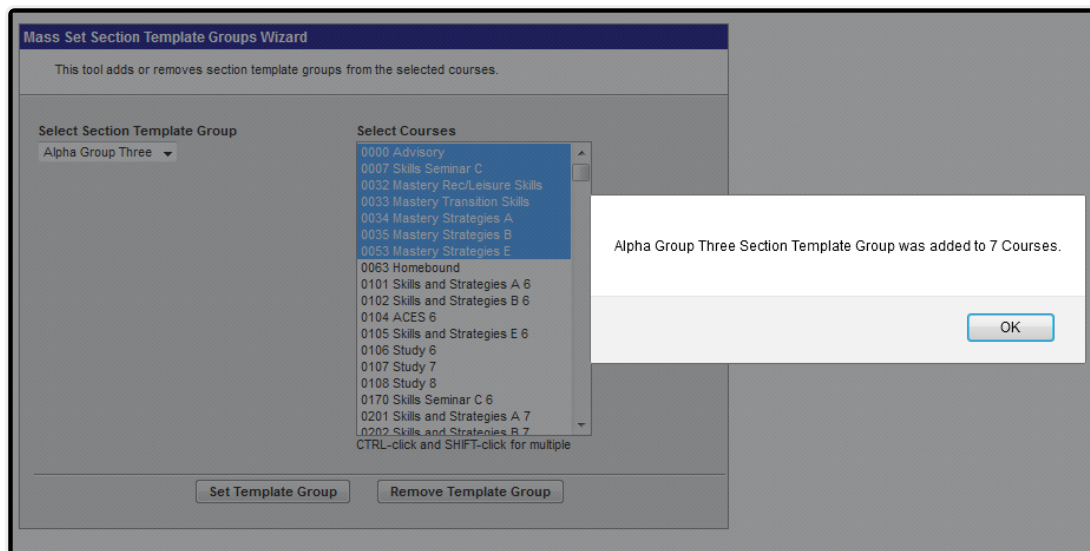 Mass Set Section Template Groups Wizard
This tool adds or removes section template groups from the selected courses.
Select Section Template Group
Alpha Group Three
Select Courses
0000 Advisory
0007 Skills Seminar C
0032 Mastery Rec/Leisure Skills
0033 Mastery Transition Skills
0034 Mastery Strategies A
0035 Mastery Strategies B
0053 Mastery Strategies E
0063 Homebound
0101 Skills and Strategies A 6
0102 Skills and Strategies B 6
0104 ACES 6
0105 Skills and Strategies E 6
0106 Study 6
0107 Study 7
0108 Study 8
0170 Skills Seminar C 6
0201 Skills and Strategies A 7
0202 Skills and Strategies B 7
CTRL-click and SHIFT-click for multiple
Set Template Group
Remove Template Group
Alpha Group Three Section Template Group was added to 7 Courses.
OK